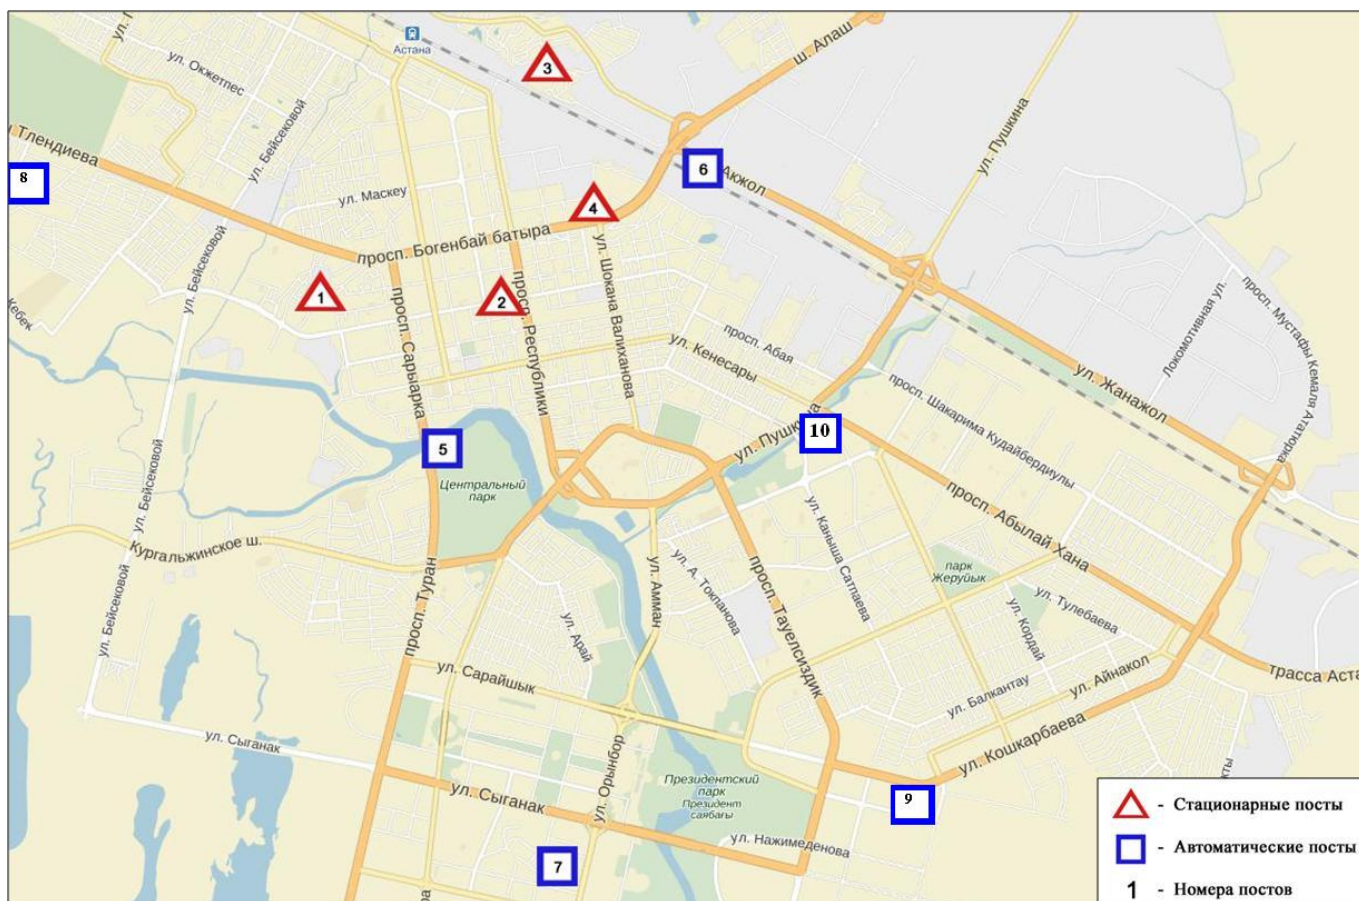 Астана
3
ш. Алаш
ул. Окжетпес
ул. Бейсековой
ул. Пушкина
Тлендиева
8
6
Акжол
ул. Маскеу
4
просп. Богенбай батыра
ул. Бейсековой
1
2
просп. Сарыарка
просп. Республики
ул. Шокана Валиханова
просп. Абая
ул. Кенесары
Локомотивная ул.
просп. Мустафы Кемаля Ататюрка
ул. Жанажол
Кебек
просп. Шакарима Кудайбердиулы
ул. Пушкина
10
5
Центральный
парк
ул. Бейсековой
Кургальжинское ш.
просп. Абылай Хана
ул. Каныша Сатпаева
просп. Туран
ул. Амман
ул. А. Токпанова
просп. Тауелсиздик
парк
Жеруйык
ул. Тулебаева
ул. Кордай
ул. Бейсековой
ул. Арай
ул. Сарайшык
ул. Балкантау
ул. Айнакол
трасса Аста
ул. Кошкарбаева
ул. Сыганак
ул. Орынбор
ул. Сыганак
Президентский
парк
Президент
саябағы
9
ул. Нажимеденова
7
- Стационарные посты
- Автоматические посты
1 - Номера постов